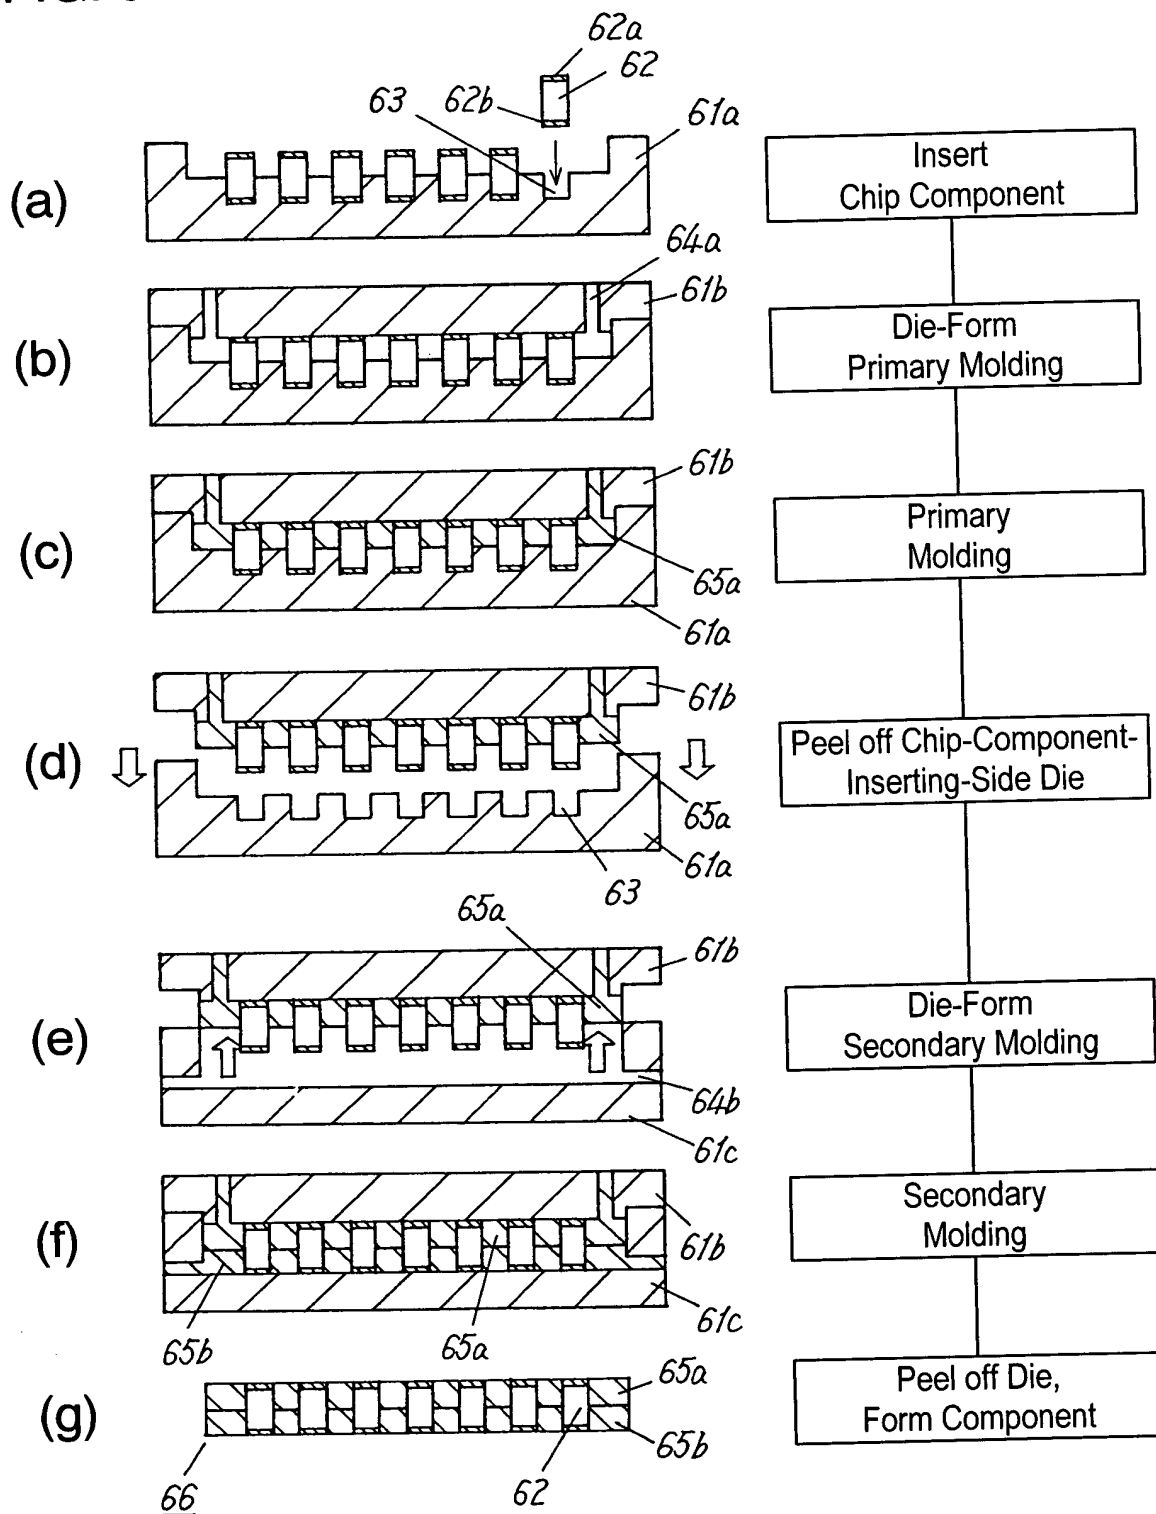 62a
62
63
62b
61a
(a)
Insert
Chip Component
64a
61b
(b)
Die-Form
Primary Molding
61b
(c)
Primary
Molding
65a
61a
61b
(d)
Peel off Chip-Component-
Inserting-Side Die
65a
61a
63
65a
61b
(e)
Die-Form
Secondary Molding
64b
61c
(f)
Secondary
Molding
61b
61c
65b
65a
65a
(g)
Peel off Die,
Form Component
65b
66
62